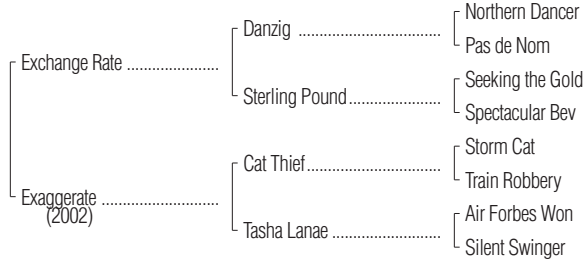 Northern Dancer
Danzig ..................................
Pas de Nom
Exchange Rate ......................
Seeking the Gold
Sterling Pound......................
Spectacular Bev
Storm Cat
Cat Thief................................
Train Robbery
Exaggerate ............................
(2002)
Air Forbes Won
Tasha Lanae ..........................
Silent Swinger